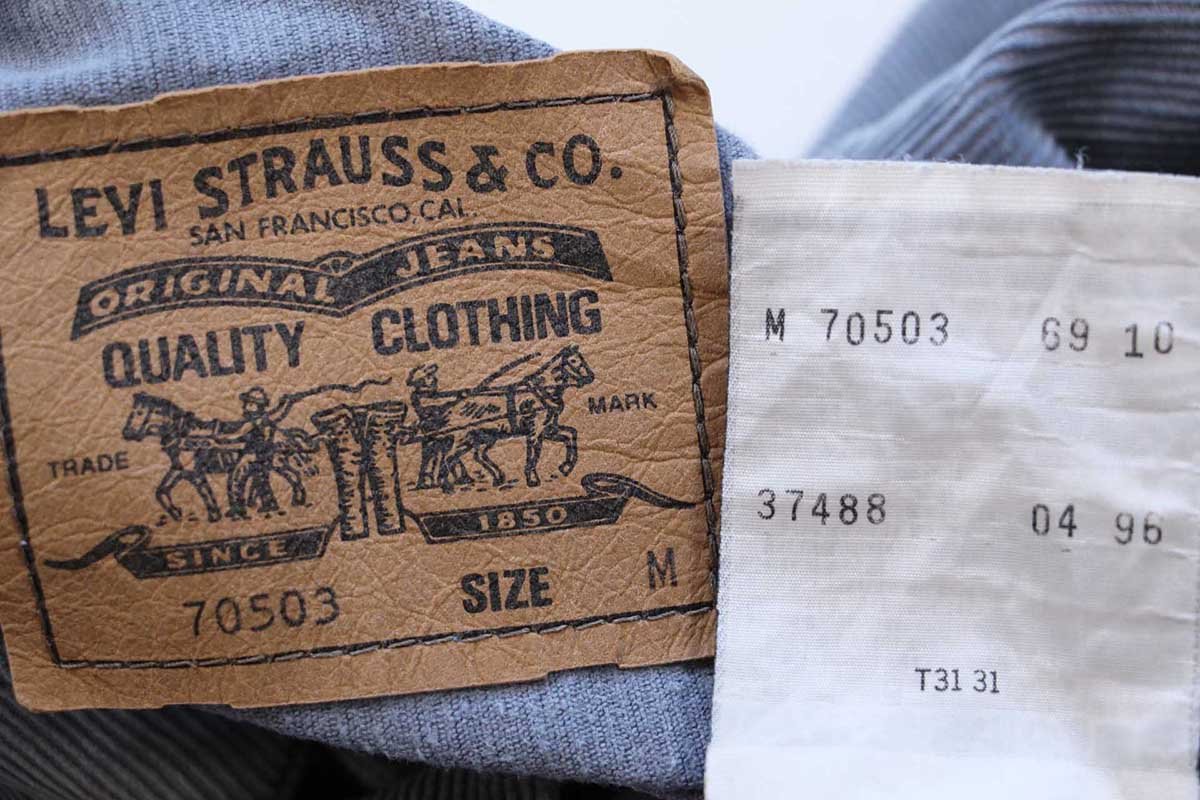 LEVI STRAUSS & CO.
SAN FRANCISCO, CAL.
ORIGINAL JEANS
QUALITY CLOTHING
TRADE MARK
SINCE 1850
70503 SIZE M
M 70503 69 10
37488 04 96
T31 31